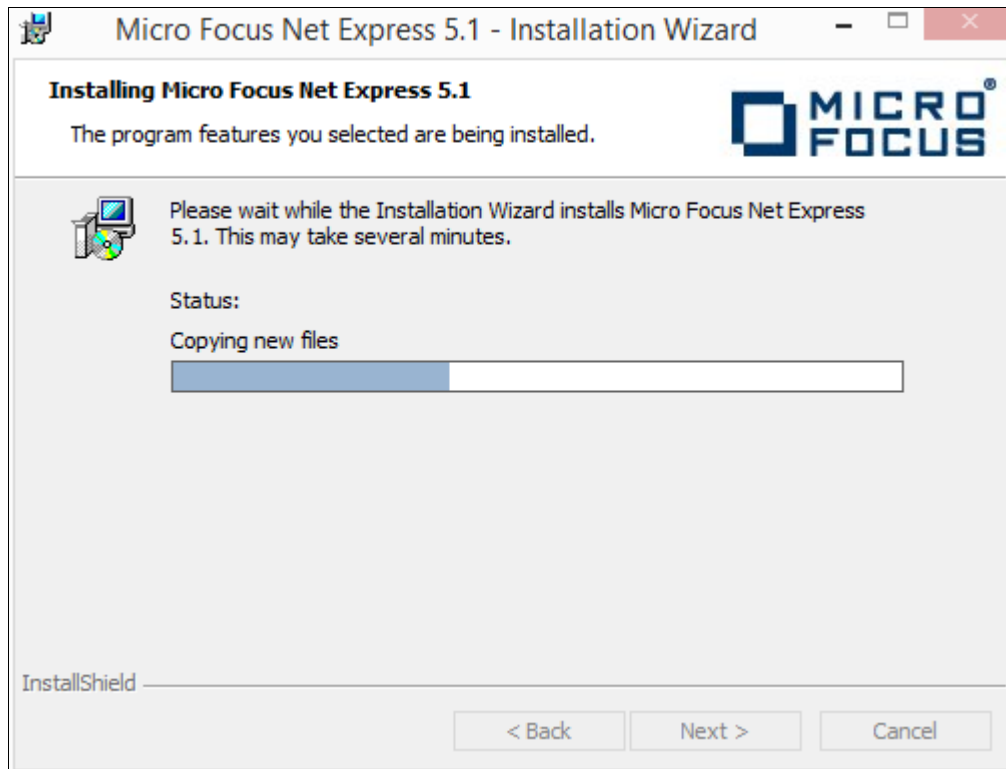 Micro Focus Net Express 5.1 - Installation Wizard
Installing Micro Focus Net Express 5.1
The program features you selected are being installed.
MICRO
FOCUS®
Please wait while the Installation Wizard installs Micro Focus Net Express
5.1. This may take several minutes.
Status:
Copying new files
InstallShield
< Back
Next >
Cancel